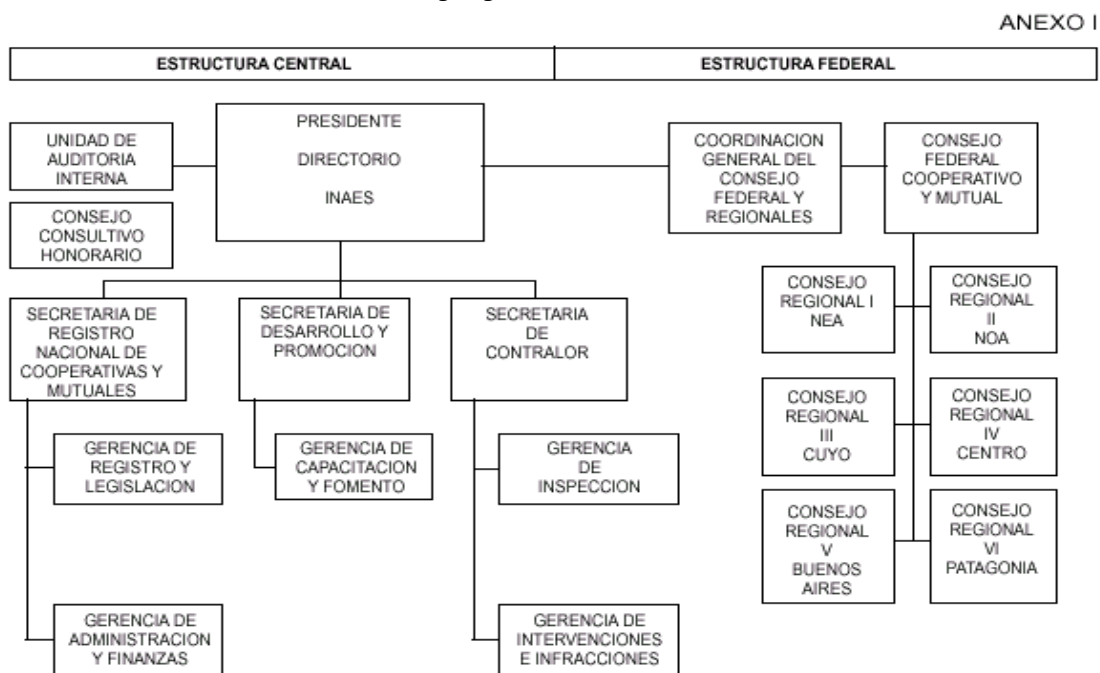 ANEXO I
ESTRUCTURA CENTRAL
ESTRUCTURA FEDERAL
UNIDAD DE
AUDITORIA
INTERNA
PRESIDENTE
DIRECTORIO
INAES
COORDINACION
GENERAL DEL
CONSEJO
FEDERAL Y
REGIONALES
CONSEJO
FEDERAL
COOPERATIVO
Y MUTUAL
CONSEJO
CONSULTIVO
HONORARIO
SECRETARIA DE
REGISTRO
NACIONAL DE
COOPERATIVAS Y
MUTUALES
SECRETARIA DE
DESARROLLO Y
PROMOCION
SECRETARIA
DE
CONTRALOR
CONSEJO
REGIONAL I
NEA
CONSEJO
REGIONAL
II
NOA
GERENCIA DE
REGISTRO Y
LEGISLACION
GERENCIA DE
CAPACITACION
Y FOMENTO
GERENCIA
DE
INSPECCION
CONSEJO
REGIONAL
III
CUYO
CONSEJO
REGIONAL
IV
CENTRO
CONSEJO
REGIONAL
V
BUENOS
AIRES
CONSEJO
REGIONAL
VI
PATAGONIA
GERENCIA DE
ADMINISTRACION
Y FINANZAS
GERENCIA DE
INTERVENCIONES
E INFRACCIONES